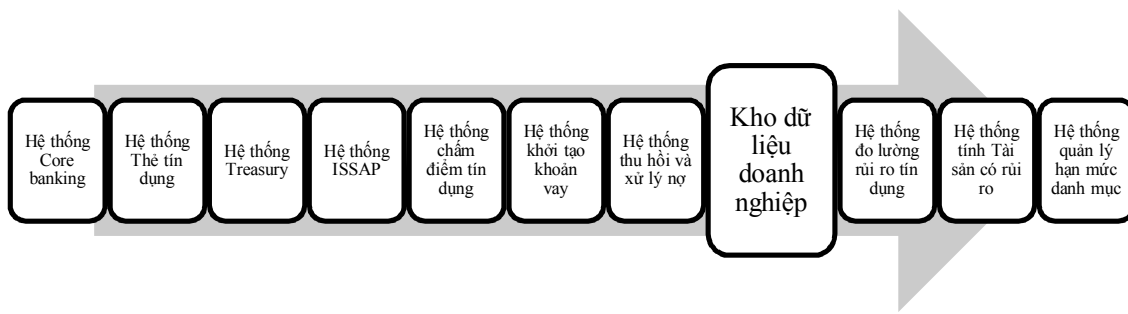 Hệ thống
Core
banking
Hệ thống
Thẻ tín
dụng
Hệ thống
Treasury
Hệ thống
ISSAP
Hệ thống
chấm
điểm tín
dụng
Hệ thống
khởi tạo
khoản
vay
Hệ thống
thu hồi và
xử lý nợ
Kho dữ
liệu
doanh
nghiệp
Hệ thống
đo lường
rủi ro tín
dụng
Hệ thống
tính Tài
sản có rủi
ro
Hệ thống
quản lý
hạn mức
danh mục